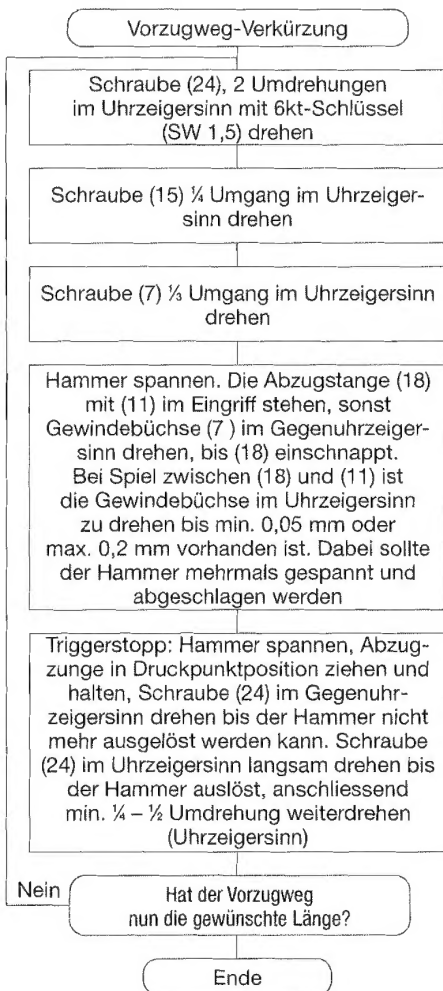 Vorzugweg-Verkürzung
Schraube (24), 2 Umdrehungen
im Uhrzeigersinn mit 6kt-Schlüssel
(SW 1,5) drehen
Schraube (15) ¼ Umgang im Uhrzeiger-
sinn drehen
Schraube (7) ⅓ Umgang im Uhrzeigersinn
drehen
Hammer spannen. Die Abzugstange (18)
mit (11) im Eingriff stehen, sonst
Gewindebüchse (7 ) im Gegenuhrzeiger-
sinn drehen, bis (18) einschnappt.
Bei Spiel zwischen (18) und (11) ist
die Gewindebüchse im Uhrzeigersinn
zu drehen bis min. 0,05 mm oder
max. 0,2 mm vorhanden ist. Dabei sollte
der Hammer mehrmals gespannt und
abgeschlagen werden
Triggerstopp: Hammer spannen, Abzug-
zunge in Druckpunktposition ziehen und
halten, Schraube (24) im Gegenuhr-
zeigersinn drehen bis der Hammer nicht
mehr ausgelöst werden kann. Schraube
(24) im Uhrzeigersinn langsam drehen bis
der Hammer auslöst, anschliessend
min. ¼ – ½ Umdrehung weiterdrehen
(Uhrzeigersinn)
Nein
Hat der Vorzugweg
nun die gewünschte Länge?
Ende